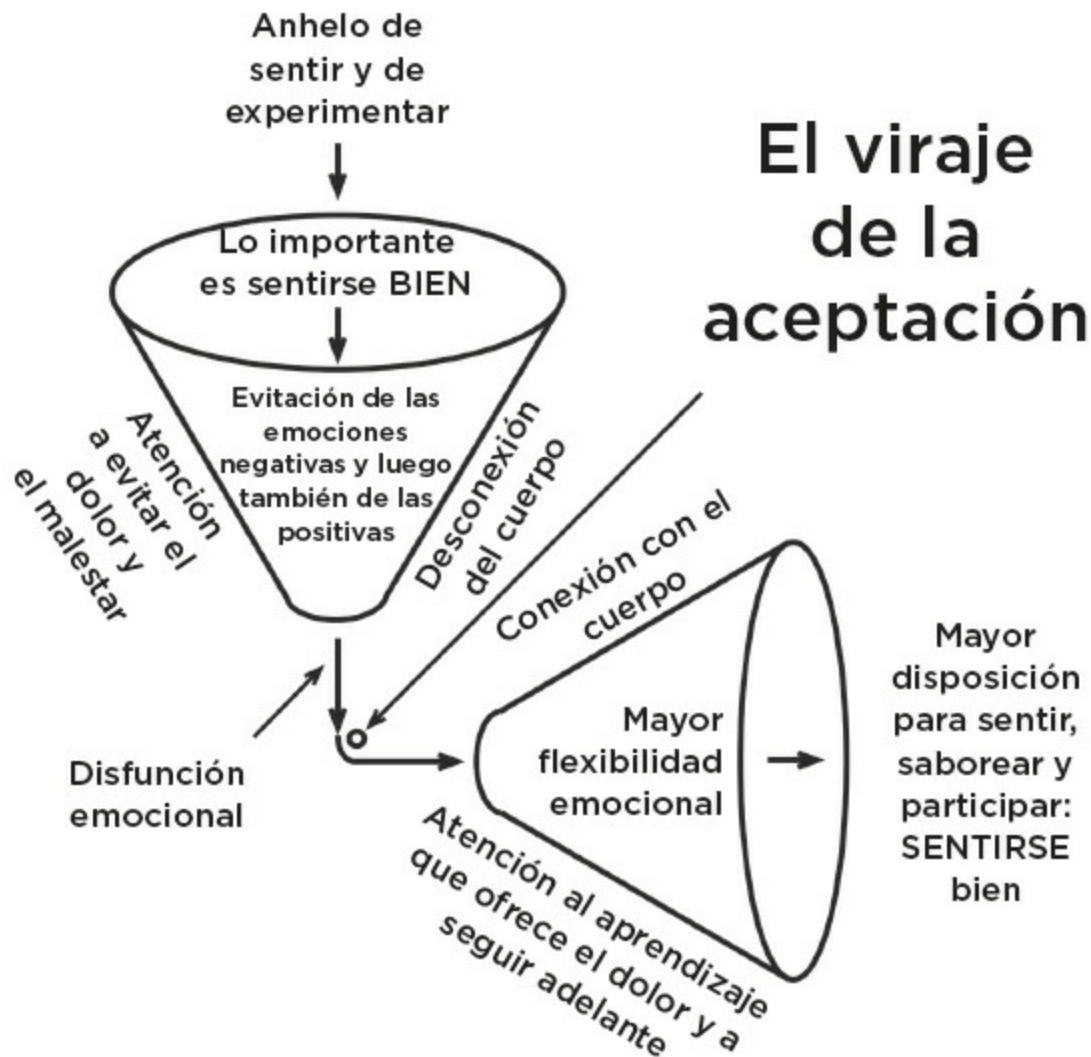 Anhelo de
sentir y de
experimentar
El viraje
de la
aceptación
Lo importante
es sentirse BIEN
Evitación de las
emociones
negativas y luego
también de las
positivas
Atención
a evitar el
dolor y
el malestar
Desconexión
del cuerpo
Disfunción
emocional
Conexión con el
cuerpo
Mayor
flexibilidad
emocional
Atención al aprendizaje
que ofrece el dolor y a
seguir adelante
Mayor
disposición
para sentir,
saborear y
participar:
SENTIRSE
bien